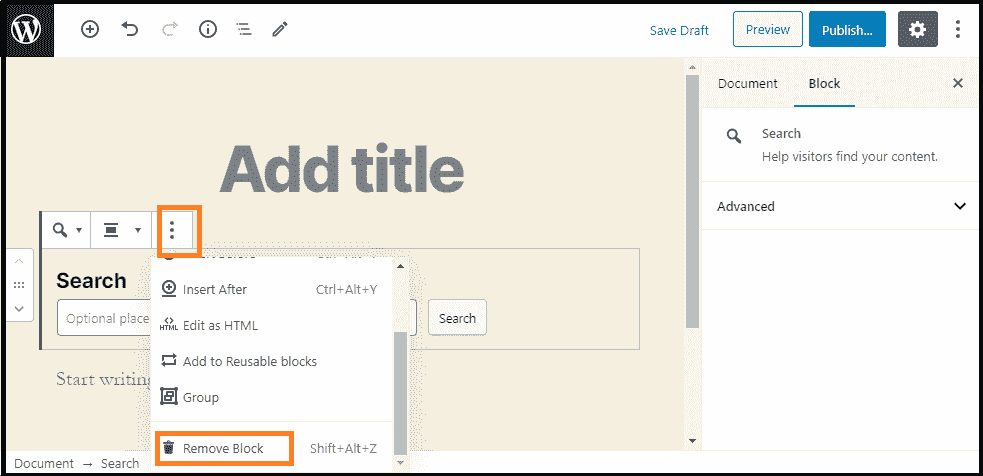 Save Draft
Preview
Publish...
Document
Block
Search
Help visitors find your content.
Advanced
Add title
Search
Optional place
Search
Insert After Ctrl+Alt+Y
HTML Edit as HTML
Add to Reusable blocks
Group
Start writing
Remove Block Shift+Alt+Z
Document → Search